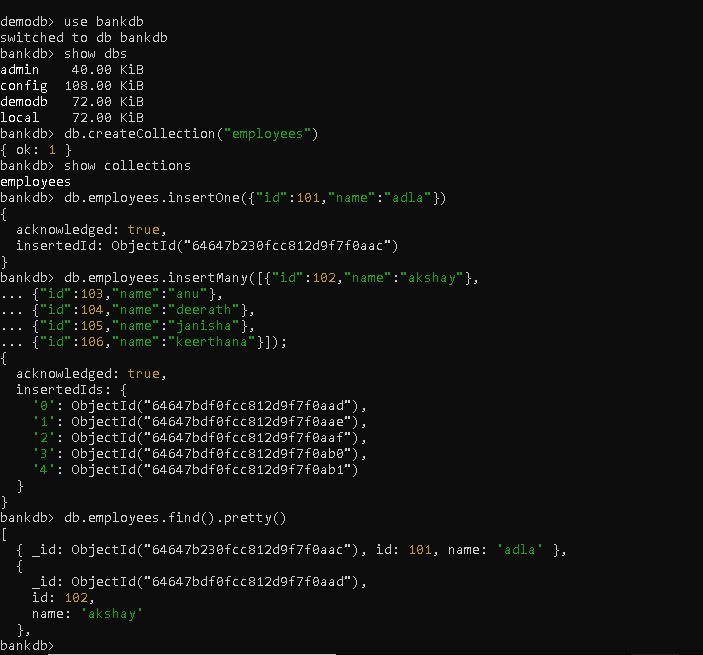 demodb> use bankdb
switched to db bankdb
bankdb> show dbs
admin    40.00 KiB
config  108.00 KiB
demodb   72.00 KiB
local    72.00 KiB
bankdb> db.createCollection("employees")
{ ok: 1 }
bankdb> show collections
employees
bankdb> db.employees.insertOne({"id":101,"name":"adla"})
{
  acknowledged: true,
  insertedId: ObjectId("64647b230fcc812d9f7f0aac")
}
bankdb> db.employees.insertMany([{"id":102,"name":"akshay"},
... {"id":103,"name":"anu"},
... {"id":104,"name":"deerath"},
... {"id":105,"name":"janisha"},
... {"id":106,"name":"keerthana"}]);
{
  acknowledged: true,
  insertedIds: {
    '0': ObjectId("64647bdf0fcc812d9f7f0aad"),
    '1': ObjectId("64647bdf0fcc812d9f7f0aae"),
    '2': ObjectId("64647bdf0fcc812d9f7f0aaf"),
    '3': ObjectId("64647bdf0fcc812d9f7f0ab0"),
    '4': ObjectId("64647bdf0fcc812d9f7f0ab1")
  }
}
bankdb> db.employees.find().pretty()
[
  { _id: ObjectId("64647b230fcc812d9f7f0aac"), id: 101, name: 'adla' },
  {
    _id: ObjectId("64647bdf0fcc812d9f7f0aad"),
    id: 102,
    name: 'akshay'
  },
bankdb>